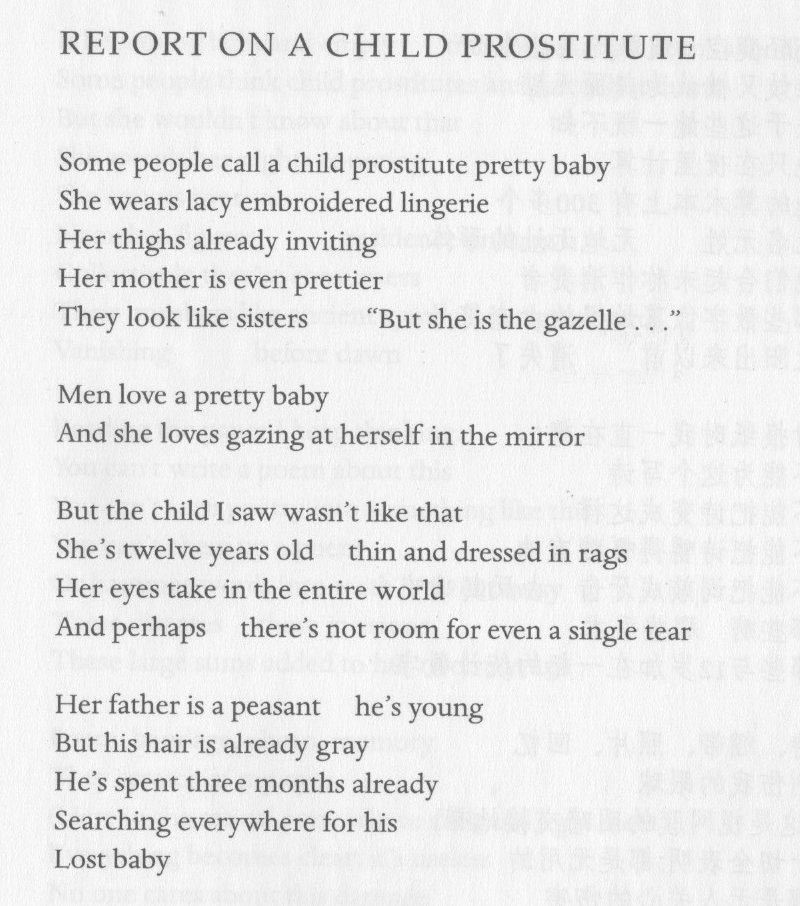 REPORT ON A CHILD PROSTITUTE
Some people call a child prostitute pretty baby
She wears lacy embroidered lingerie
Her thighs already inviting
Her mother is even prettier
They look like sisters “But she is the gazelle . . . .”
Men love a pretty baby
And she loves gazing at herself in the mirror
But the child I saw wasn’t like that
She’s twelve years old thin and dressed in rags
Her eyes take in the entire world
And perhaps there’s not room for even a single tear
Her father is a peasant he’s young
But his hair is already gray
He’s spent three months already
Searching everywhere for his
Lost baby